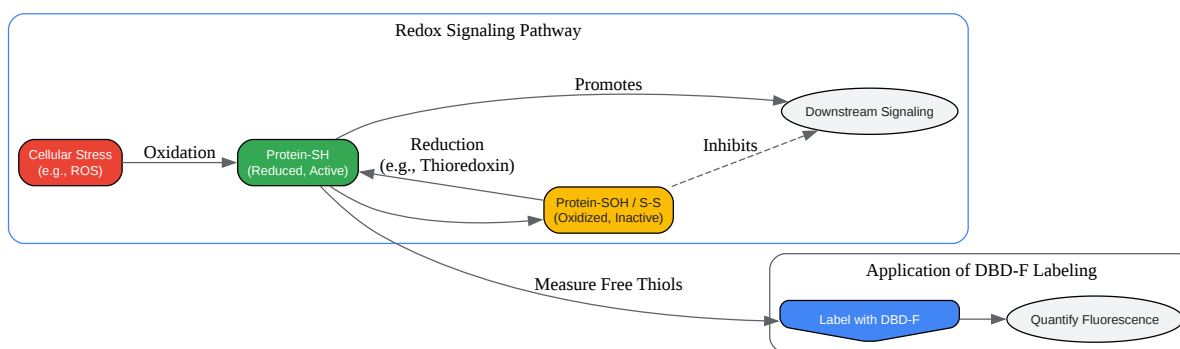 Redox Signaling Pathway
Promotes
Downstream Signaling
Cellular Stress
(e.g., ROS)
Oxidation
Protein-SH
(Reduced, Active)
Reduction
(e.g., Thioredoxin)
Inhibits
Protein-SOH / S-S
(Oxidized, Inactive)
Measure Free Thiols
Application of DBD-F Labeling
Label with DBD-F
Quantify Fluorescence